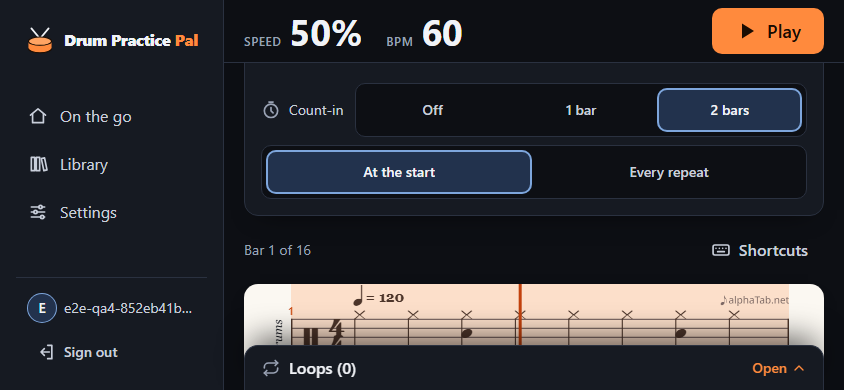 Drum Practice Pal
On the go
Library
Settings
E
e2e-qa4-852eb41b...
Sign out
SPEED 50% BPM 60
Play
Count-in
Off
1 bar
2 bars
At the start
Every repeat
Bar 1 of 16
Shortcuts
= 120
alphaTab.net
1
Loops (0)
Open